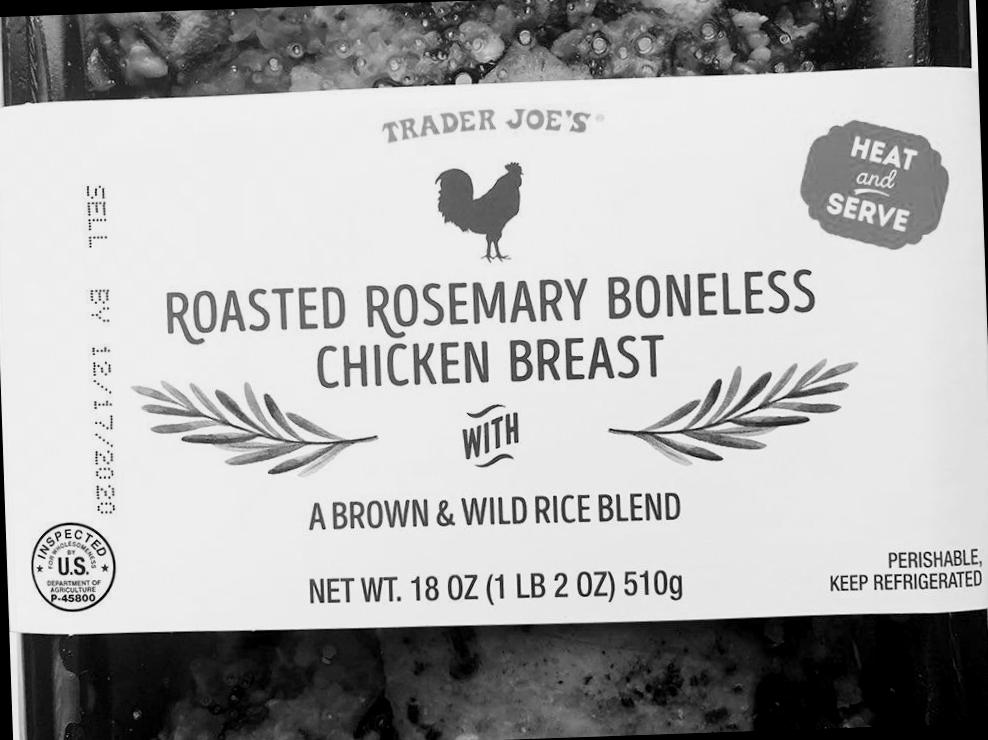 TRADER JOE'S
HEAT
and
SERVE
SELL BY 12/17/2020
ROASTED ROSEMARY BONELESS
CHICKEN BREAST
WITH
A BROWN & WILD RICE BLEND
INSPECTED
FOR WHOLESOMENESS
BY
U.S.
DEPARTMENT OF
AGRICULTURE
P-45800
NET WT. 18 OZ (1 LB 2 OZ) 510g
PERISHABLE,
KEEP REFRIGERATED